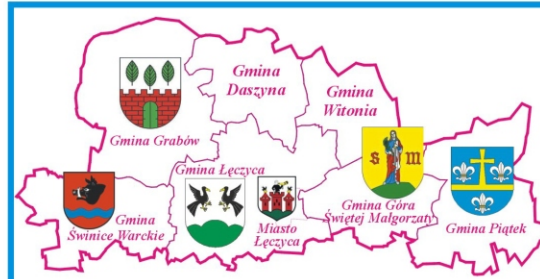 Gmina
Daszyna
Gmina
Witonia
Gmina Grabów
Gmina Łęczyca
S M
Gmina
Świnice Warckie
Miasto
Łęczyca
Gmina Góra
Świętej Małgorzaty
Gmina Piątek